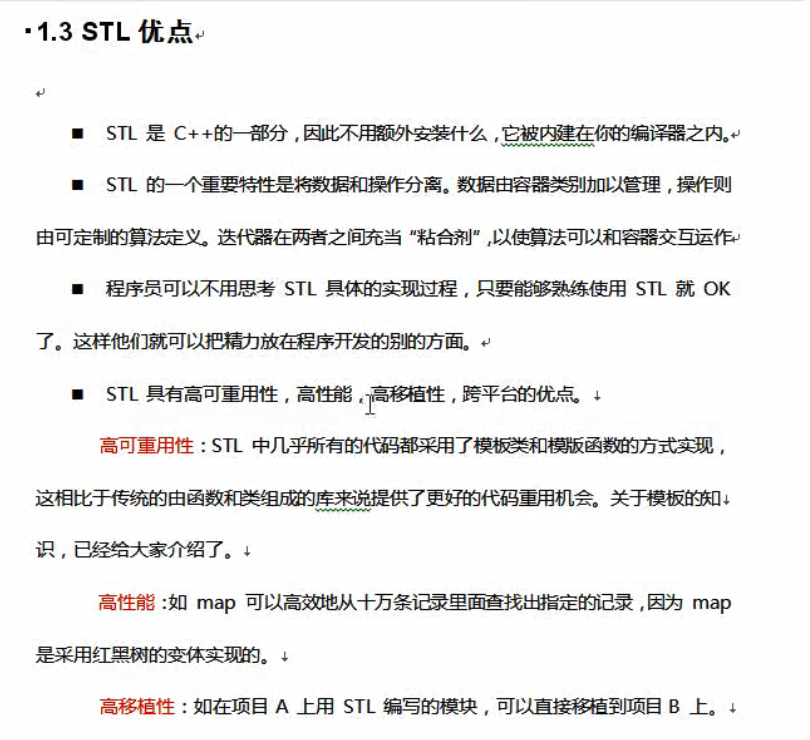 1.3 STL 优点
■ STL 是 C++的一部分，因此不用额外安装什么，它被内建在你的编译器之内。
■ STL 的一个重要特性是将数据和操作分离。数据由容器类别加以管理，操作则
由可定制的算法定义。迭代器在两者之间充当“粘合剂”,以使算法可以和容器交互运作
■ 程序员可以不用思考 STL 具体的实现过程，只要能够熟练使用 STL 就 OK
了。这样他们就可以把精力放在程序开发的别的方面。
■ STL 具有高可重用性，高性能，高移植性，跨平台的优点。
高可重用性：STL 中几乎所有的代码都采用了模板类和模版函数的方式实现，
这相比于传统的由函数和类组成的库来说提供了更好的代码重用机会。关于模板的知
识，已经给大家介绍了。
高性能：如 map 可以高效地从十万条记录里面查找出指定的记录，因为 map
是采用红黑树的变体实现的。
高移植性：如在项目 A 上用 STL 编写的模块，可以直接移植到项目 B 上。